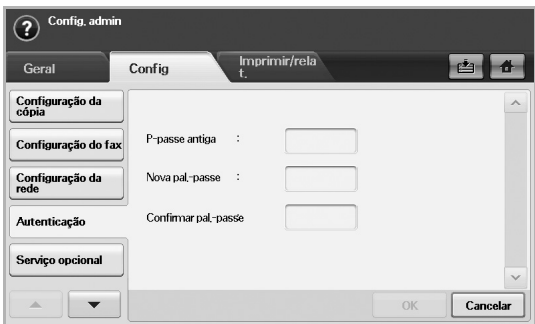 Config. admin
Geral
Config
Imprimir/rela
t.
Configuração da
cópia
Configuração do fax
Configuração da
rede
Autenticação
Serviço opcional
P-passe antiga :
Nova pal.-passe :
Confirmar pal.-passe:
OK
Cancelar